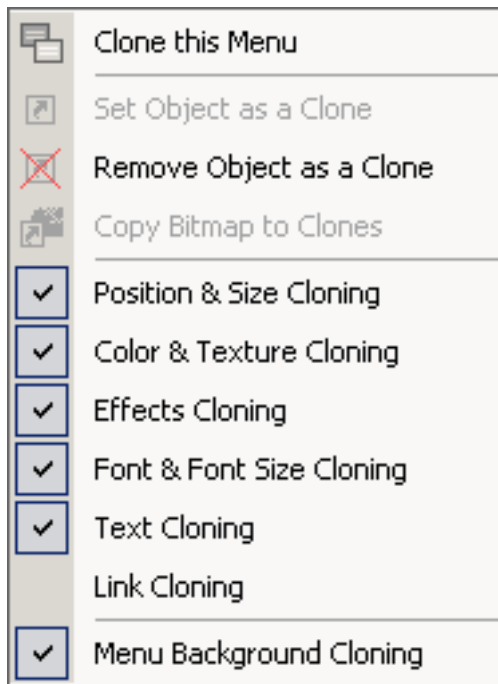 Clone this Menu
Set Object as a Clone
Remove Object as a Clone
Copy Bitmap to Clones
Position & Size Cloning
Color & Texture Cloning
Effects Cloning
Font & Font Size Cloning
Text Cloning
Link Cloning
Menu Background Cloning